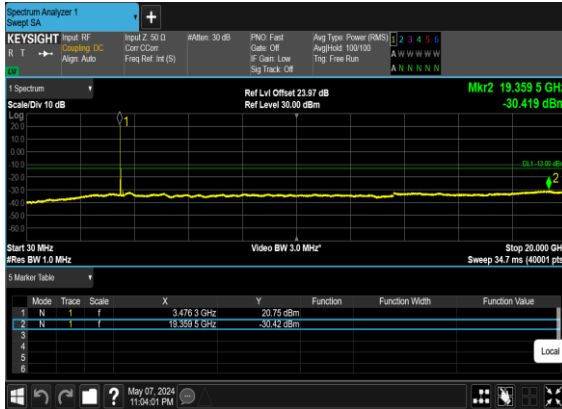 Spectrum Analyzer 1
Swept SA
+
KEYSIGHT Input: RF Input Z: 50 Ω #Atten: 30 dB PNO: Fast Avg Type: Power (RMS) 1 2 3 4 5 6
R T Coupling: DC Corr CCorr Gate: Off Avg|Hold: 100/100 A W W W W W
Align: Auto Freq Ref: Int (S) IF Gain: Low Trig: Free Run
Sig Track: Off A N N N N N
1 Spectrum
Ref Lvl Offset 23.97 dB Mkr2 19.359 5 GHz
Scale/Div 10 dB Ref Level 30.00 dBm -30.419 dBm
Log
20.0
10.0
0.00
-10.0
-20.0
-30.0
-40.0
-50.0
-60.0
1
DL1 -13.00 dBm
2
Start 30 MHz Video BW 3.0 MHz* Stop 20.000 GHz
#Res BW 1.0 MHz Sweep 34.7 ms (40001 pts)
5 Marker Table
Mode Trace Scale X Y Function Function Width Function Value
1 N 1 f 3.476 3 GHz 20.75 dBm
2 N 1 f 19.359 5 GHz -30.42 dBm
3
4
5
6
Local
?
May 07, 2024
11:04:01 PM